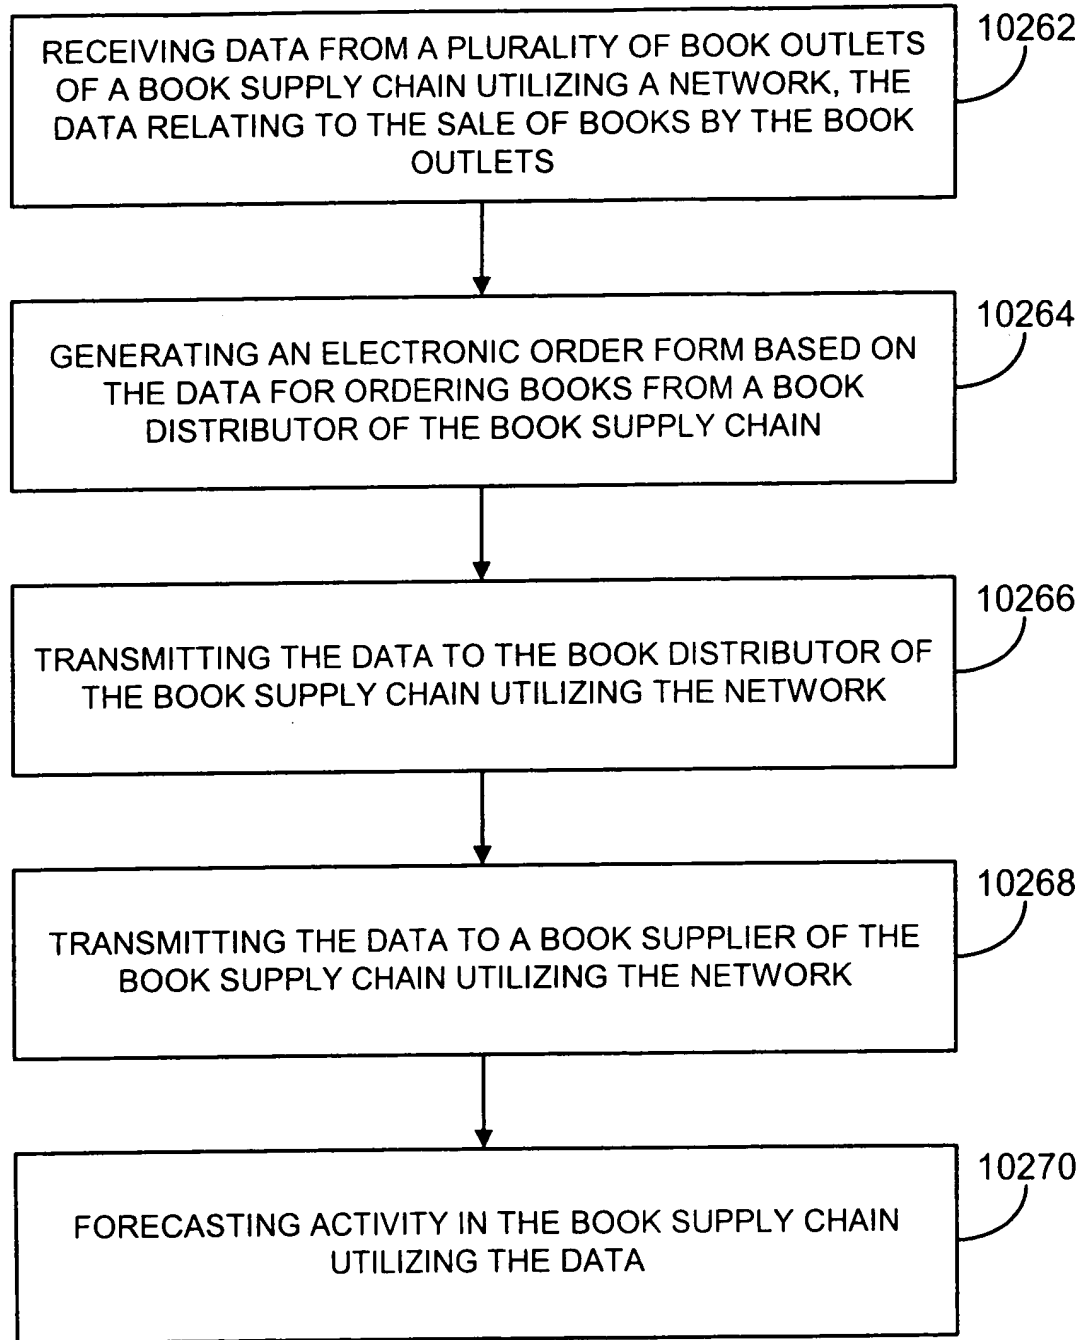 RECEIVING DATA FROM A PLURALITY OF BOOK OUTLETS
OF A BOOK SUPPLY CHAIN UTILIZING A NETWORK, THE
DATA RELATING TO THE SALE OF BOOKS BY THE BOOK
OUTLETS
10262
GENERATING AN ELECTRONIC ORDER FORM BASED ON
THE DATA FOR ORDERING BOOKS FROM A BOOK
DISTRIBUTOR OF THE BOOK SUPPLY CHAIN
10264
TRANSMITTING THE DATA TO THE BOOK DISTRIBUTOR OF
THE BOOK SUPPLY CHAIN UTILIZING THE NETWORK
10266
TRANSMITTING THE DATA TO A BOOK SUPPLIER OF THE
BOOK SUPPLY CHAIN UTILIZING THE NETWORK
10268
FORECASTING ACTIVITY IN THE BOOK SUPPLY CHAIN
UTILIZING THE DATA
10270